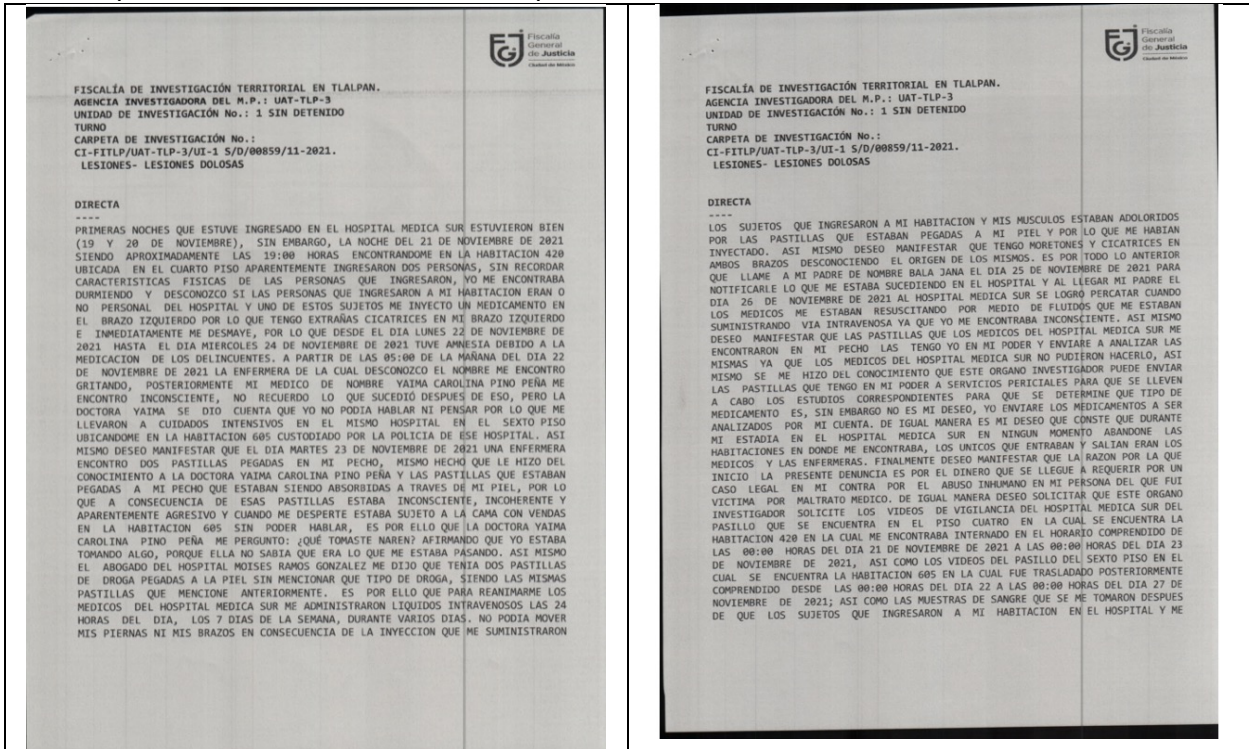 Fiscalía
General
de Justicia
Ciudad de México
FISCALÍA DE INVESTIGACIÓN TERRITORIAL EN TLALPAN.
AGENCIA INVESTIGADORA DEL M.P.: UAT-TLP-3
UNIDAD DE INVESTIGACIÓN No.: 1 SIN DETENIDO
TURNO
CARPETA DE INVESTIGACIÓN No.:
CI-FITLP/UAT-TLP-3/UI-1 S/D/00859/11-2021.
LESIONES- LESIONES DOLOSAS
DIRECTA
----
PRIMERAS NOCHES QUE ESTUVE INGRESADO EN EL HOSPITAL MEDICA SUR ESTUVIERON BIEN
(19 Y 20 DE NOVIEMBRE), SIN EMBARGO, LA NOCHE DEL 21 DE NOVIEMBRE DE 2021
SIENDO APROXIMADAMENTE LAS 19:00 HORAS ENCONTRANDOME EN LA HABITACION 420
UBICADA EN EL CUARTO PISO APARENTEMENTE INGRESARON DOS PERSONAS, SIN RECORDAR
CARACTERISTICAS FISICAS DE LAS PERSONAS QUE INGRESARON, YO ME ENCONTRABA
DURMIENDO Y DESCONOZCO SI LAS PERSONAS QUE INGRESARON A MI HABITACION ERAN O
NO PERSONAL DEL HOSPITAL Y UNO DE ESTOS SUJETOS ME INYECTO UN MEDICAMENTO EN
EL BRAZO IZQUIERDO POR LO QUE TENGO EXTRAÑAS CICATRICES EN MI BRAZO IZQUIERDO
E INMEDIATAMENTE ME DESMAYE, POR LO QUE DESDE EL DIA LUNES 22 DE NOVIEMBRE DE
2021 HASTA EL DIA MIERCOLES 24 DE NOVIEMBRE DE 2021 TUVE AMNESIA DEBIDO A LA
MEDICACION DE LOS DELINCUENTES. A PARTIR DE LAS 05:00 DE LA MAÑANA DEL DIA 22
DE NOVIEMBRE DE 2021 LA ENFERMERA DE LA CUAL DESCONOZCO EL NOMBRE ME ENCONTRO
GRITANDO, POSTERIORMENTE MI MEDICO DE NOMBRE YAIMA CAROLINA PINO PEÑA ME
ENCONTRO INCONSCIENTE, NO RECUERDO LO QUE SUCEDIÓ DESPUES DE ESO, PERO LA
DOCTORA YAIMA SE DIO CUENTA QUE YO NO PODIA HABLAR NI PENSAR POR LO QUE ME
LLEVARON A CUIDADOS INTENSIVOS EN EL MISMO HOSPITAL EN EL SEXTO PISO
UBICANDOME EN LA HABITACION 605 CUSTODIADO POR LA POLICIA DE ESE HOSPITAL. ASI
MISMO DESEO MANIFESTAR QUE EL DIA MARTES 23 DE NOVIEMBRE DE 2021 UNA ENFERMERA
ENCONTRO DOS PASTILLAS PEGADAS EN MI PECHO, MISMO HECHO QUE LE HIZO DEL
CONOCIMIENTO A LA DOCTORA YAIMA CAROLINA PINO PEÑA Y LAS PASTILLAS QUE ESTABAN
PEGADAS A MI PECHO QUE ESTABAN SIENDO ABSORBIDAS A TRAVES DE MI PIEL, POR LO
QUE A CONSECUENCIA DE ESAS PASTILLAS ESTABA INCONSCIENTE, INCOHERENTE Y
APARENTEMENTE AGRESIVO Y CUANDO ME DESPERTE ESTABA SUJETO A LA CAMA CON VENDAS
EN LA HABITACION 605 SIN PODER HABLAR, ES POR ELLO QUE LA DOCTORA YAIMA
CAROLINA PINO PEÑA ME PERGUNTO: ¿QUÉ TOMASTE NAREN? AFIRMANDO QUE YO ESTABA
TOMANDO ALGO, PORQUE ELLA NO SABIA QUE ERA LO QUE ME ESTABA PASANDO. ASI MISMO
EL ABOGADO DEL HOSPITAL MOISES RAMOS GONZALEZ ME DIJO QUE TENIA DOS PASTILLAS
DE DROGA PEGADAS A LA PIEL SIN MENCIONAR QUE TIPO DE DROGA, SIENDO LAS MISMAS
PASTILLAS QUE MENCIONE ANTERIORMENTE. ES POR ELLO QUE PARA REANIMARME LOS
MEDICOS DEL HOSPITAL MEDICA SUR ME ADMINISTRARON LIQUIDOS INTRAVENOSOS LAS 24
HORAS DEL DIA, LOS 7 DIAS DE LA SEMANA, DURANTE VARIOS DIAS. NO PODIA MOVER
MIS PIERNAS NI MIS BRAZOS EN CONSECUENCIA DE LA INYECCION QUE ME SUMINISTRARON
Fiscalía
General
de Justicia
Ciudad de México
FISCALÍA DE INVESTIGACIÓN TERRITORIAL EN TLALPAN.
AGENCIA INVESTIGADORA DEL M.P.: UAT-TLP-3
UNIDAD DE INVESTIGACIÓN No.: 1 SIN DETENIDO
TURNO
CARPETA DE INVESTIGACIÓN No.:
CI-FITLP/UAT-TLP-3/UI-1 S/D/00859/11-2021.
LESIONES- LESIONES DOLOSAS
DIRECTA
----
LOS SUJETOS QUE INGRESARON A MI HABITACION Y MIS MUSCULOS ESTABAN ADOLORIDOS
POR LAS PASTILLAS QUE ESTABAN PEGADAS A MI PIEL Y POR LO QUE ME HABIAN
INYECTADO. ASI MISMO DESEO MANIFESTAR QUE TENGO MORETONES Y CICATRICES EN
AMBOS BRAZOS DESCONOCIENDO EL ORIGEN DE LOS MISMOS. ES POR TODO LO ANTERIOR
QUE LLAME A MI PADRE DE NOMBRE BALA JANA EL DIA 25 DE NOVIEMBRE DE 2021 PARA
NOTIFICARLE LO QUE ME ESTABA SUCEDIENDO EN EL HOSPITAL Y AL LLEGAR MI PADRE EL
DIA 26 DE NOVIEMBRE DE 2021 AL HOSPITAL MEDICA SUR SE LOGRO PERCATAR CUANDO
LOS MEDICOS ME ESTABAN RESUSCITANDO POR MEDIO DE FLUIDOS QUE ME ESTABAN
SUMINISTRANDO VIA INTRAVENOSA YA QUE YO ME ENCONTRABA INCONSCIENTE. ASI MISMO
DESEO MANIFESTAR QUE LAS PASTILLAS QUE LOS MEDICOS DEL HOSPITAL MEDICA SUR ME
ENCONTRARON EN MI PECHO LAS TENGO YO EN MI PODER Y ENVIARE A ANALIZAR LAS
MISMAS YA QUE LOS MEDICOS DEL HOSPITAL MEDICA SUR NO PUDIERON HACERLO, ASI
MISMO SE ME HIZO DEL CONOCIMIENTO QUE ESTE ORGANO INVESTIGADOR PUEDE ENVIAR
LAS PASTILLAS QUE TENGO EN MI PODER A SERVICIOS PERICIALES PARA QUE SE LLEVEN
A CABO LOS ESTUDIOS CORRESPONDIENTES PARA QUE SE DETERMINE QUE TIPO DE
MEDICAMENTO ES, SIN EMBARGO NO ES MI DESEO, YO ENVIARE LOS MEDICAMENTOS A SER
ANALIZADOS POR MI CUENTA. DE IGUAL MANERA ES MI DESEO QUE CONSTE QUE DURANTE
MI ESTADIA EN EL HOSPITAL MEDICA SUR EN NINGUN MOMENTO ABANDONE LAS
HABITACIONES EN DONDE ME ENCONTRABA, LOS UNICOS QUE ENTRABAN Y SALIAN ERAN LOS
MEDICOS Y LAS ENFERMERAS. FINALMENTE DESEO MANIFESTAR QUE LA RAZON POR LA QUE
INICIO LA PRESENTE DENUNCIA ES POR EL DINERO QUE SE LLEGUE A REQUERIR POR UN
CASO LEGAL EN MI CONTRA POR EL ABUSO INHUMANO EN MI PERSONA DEL QUE FUI
VICTIMA POR MALTRATO MEDICO. DE IGUAL MANERA DESEO SOLICITAR QUE ESTE ORGANO
INVESTIGADOR SOLICITE LOS VIDEOS DE VIGILANCIA DEL HOSPITAL MEDICA SUR DEL
PASILLO QUE SE ENCUENTRA EN EL PISO CUATRO EN LA CUAL SE ENCUENTRA LA
HABITACION 420 EN LA CUAL ME ENCONTRABA INTERNADO EN EL HORARIO COMPRENDIDO DE
LAS 00:00 HORAS DEL DIA 21 DE NOVIEMBRE DE 2021 A LAS 00:00 HORAS DEL DIA 23
DE NOVIEMBRE DE 2021, ASI COMO LOS VIDEOS DEL PASILLO DEL SEXTO PISO EN EL
CUAL SE ENCUENTRA LA HABITACION 605 EN LA CUAL FUE TRASLADADO POSTERIORMENTE
COMPRENDIDO DESDE LAS 00:00 HORAS DEL DIA 22 A LAS 00:00 HORAS DEL DIA 27 DE
NOVIEMBRE DE 2021; ASI COMO LAS MUESTRAS DE SANGRE QUE SE ME TOMARON DESPUES
DE QUE LOS SUJETOS QUE INGRESARON A MI HABITACION EN EL HOSPITAL Y ME